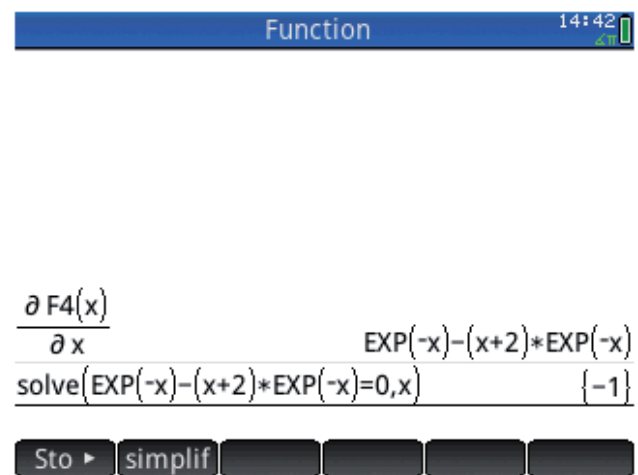 Function 14:42
∡π
∂ F4(x)
∂ x
EXP(-x)-(x+2)*EXP(-x)
solve(EXP(-x)-(x+2)*EXP(-x)=0,x) {-1}
Sto ▸ simplif